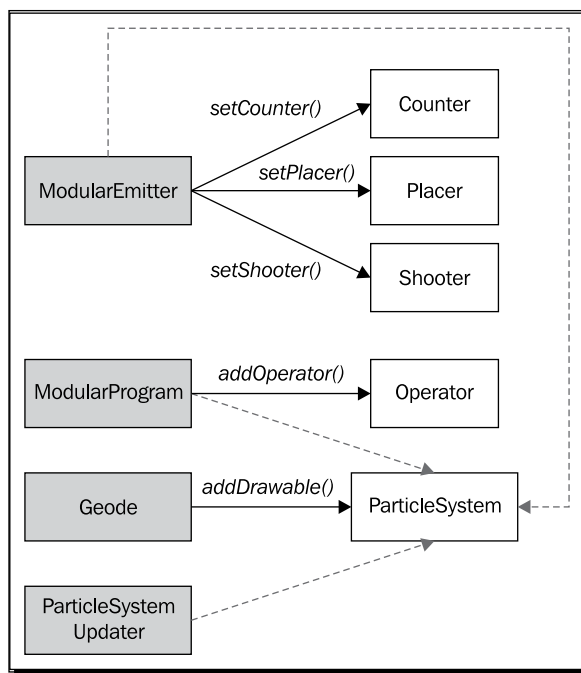 setCounter()
Counter
ModularEmitter
setPlacer()
Placer
setShooter()
Shooter
ModularProgram
addOperator()
Operator
Geode
addDrawable()
ParticleSystem
ParticleSystem
Updater